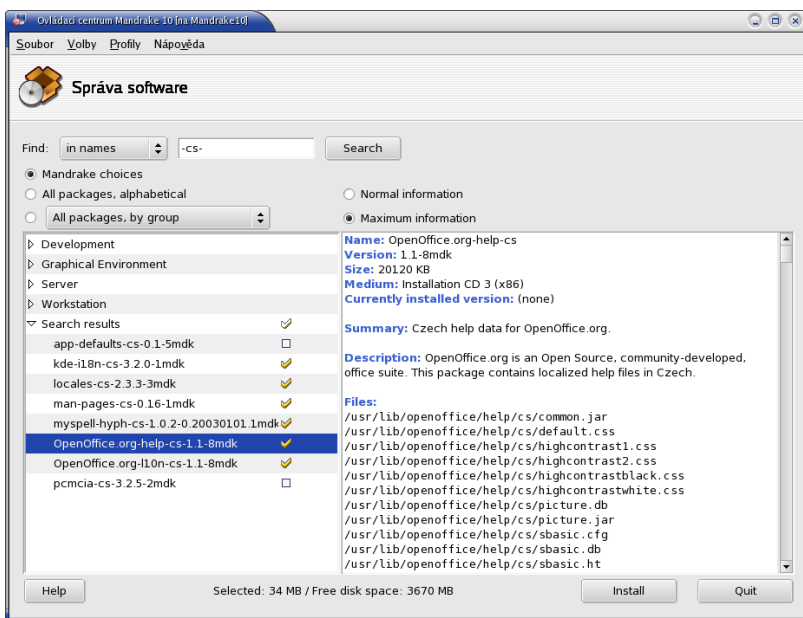 Ovládací centrum Mandrake 10 [na Mandrake10]
Soubor Volby Profily Nápověda
Správa software
Find: in names -cs- Search
Mandrake choices
All packages, alphabetical
All packages, by group
Normal information
Maximum information
Development
Graphical Environment
Server
Workstation
Search results
app-defaults-cs-0.1-5mdk
kde-i18n-cs-3.2.0-1mdk
locales-cs-2.3.3-3mdk
man-pages-cs-0.16-1mdk
myspell-hyph-cs-1.0.2-0.20030101.1mdk
OpenOffice.org-help-cs-1.1-8mdk
OpenOffice.org-l10n-cs-1.1-8mdk
pcmcia-cs-3.2.5-2mdk
Name: OpenOffice.org-help-cs
Version: 1.1-8mdk
Size: 20120 KB
Medium: Installation CD 3 (x86)
Currently installed version: (none)
Summary: Czech help data for OpenOffice.org.
Description: OpenOffice.org is an Open Source, community-developed,
office suite. This package contains localized help files in Czech.
Files:
/usr/lib/openoffice/help/cs/common.jar
/usr/lib/openoffice/help/cs/default.css
/usr/lib/openoffice/help/cs/highcontrast1.css
/usr/lib/openoffice/help/cs/highcontrast2.css
/usr/lib/openoffice/help/cs/highcontrastblack.css
/usr/lib/openoffice/help/cs/highcontrastwhite.css
/usr/lib/openoffice/help/cs/picture.db
/usr/lib/openoffice/help/cs/picture.jar
/usr/lib/openoffice/help/cs/sbasic.cfg
/usr/lib/openoffice/help/cs/sbasic.db
/usr/lib/openoffice/help/cs/sbasic.ht
Help Selected: 34 MB / Free disk space: 3670 MB Install Quit